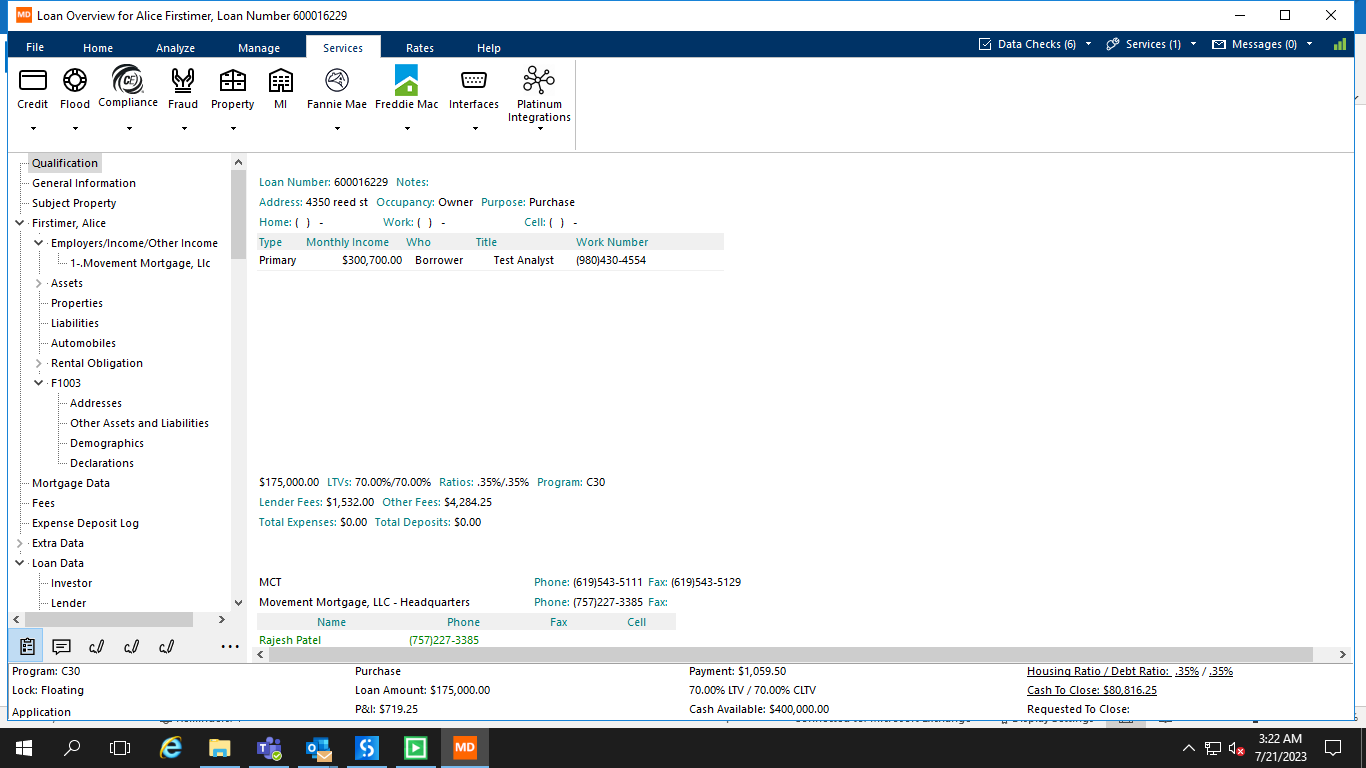 MD Loan Overview for Alice Firstimer, Loan Number 600016229
File Home Analyze Manage Services Rates Help Data Checks (6) Services (1) Messages (0)
Credit Flood Compliance Fraud Property MI Fannie Mae Freddie Mac Interfaces Platinum Integrations
Qualification
General Information
Subject Property
Firstimer, Alice
Employers/Income/Other Income
1-.Movement Mortgage, Llc
Assets
Properties
Liabilities
Automobiles
Rental Obligation
F1003
Addresses
Other Assets and Liabilities
Demographics
Declarations
Mortgage Data
Fees
Expense Deposit Log
Extra Data
Loan Data
Investor
Lender
Loan Number: 600016229 Notes:
Address: 4350 reed st Occupancy: Owner Purpose: Purchase
Home: ( ) - Work: ( ) - Cell: ( ) -
Type Monthly Income Who Title Work Number
Primary $300,700.00 Borrower Test Analyst (980)430-4554
$175,000.00 LTVs: 70.00%/70.00% Ratios: .35%/.35% Program: C30
Lender Fees: $1,532.00 Other Fees: $4,284.25
Total Expenses: $0.00 Total Deposits: $0.00
MCT Phone: (619)543-5111 Fax: (619)543-5129
Movement Mortgage, LLC - Headquarters Phone: (757)227-3385 Fax:
Name Phone Fax Cell
Rajesh Patel (757)227-3385
Program: C30 Purchase Payment: $1,059.50 Housing Ratio / Debt Ratio: .35% / .35%
Lock: Floating Loan Amount: $175,000.00 70.00% LTV / 70.00% CLTV Cash To Close: $80,816.25
Application P&I: $719.25 Cash Available: $400,000.00 Requested To Close:
MD
3:22 AM
7/21/2023